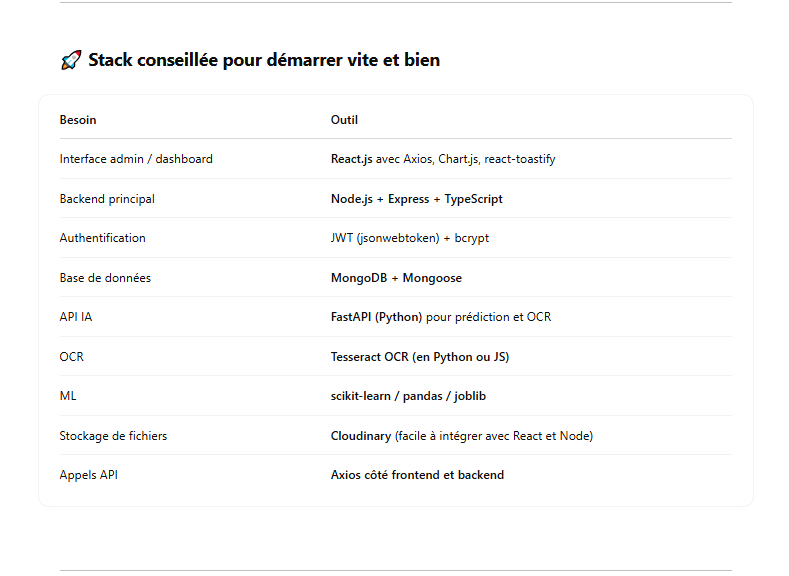 🚀 Stack conseillée pour démarrer vite et bien
Besoin Outil
Interface admin / dashboard React.js avec Axios, Chart.js, react-toastify
Backend principal Node.js + Express + TypeScript
Authentification JWT (jsonwebtoken) + bcrypt
Base de données MongoDB + Mongoose
API IA FastAPI (Python) pour prédiction et OCR
OCR Tesseract OCR (en Python ou JS)
ML scikit-learn / pandas / joblib
Stockage de fichiers Cloudinary (facile à intégrer avec React et Node)
Appels API Axios côté frontend et backend